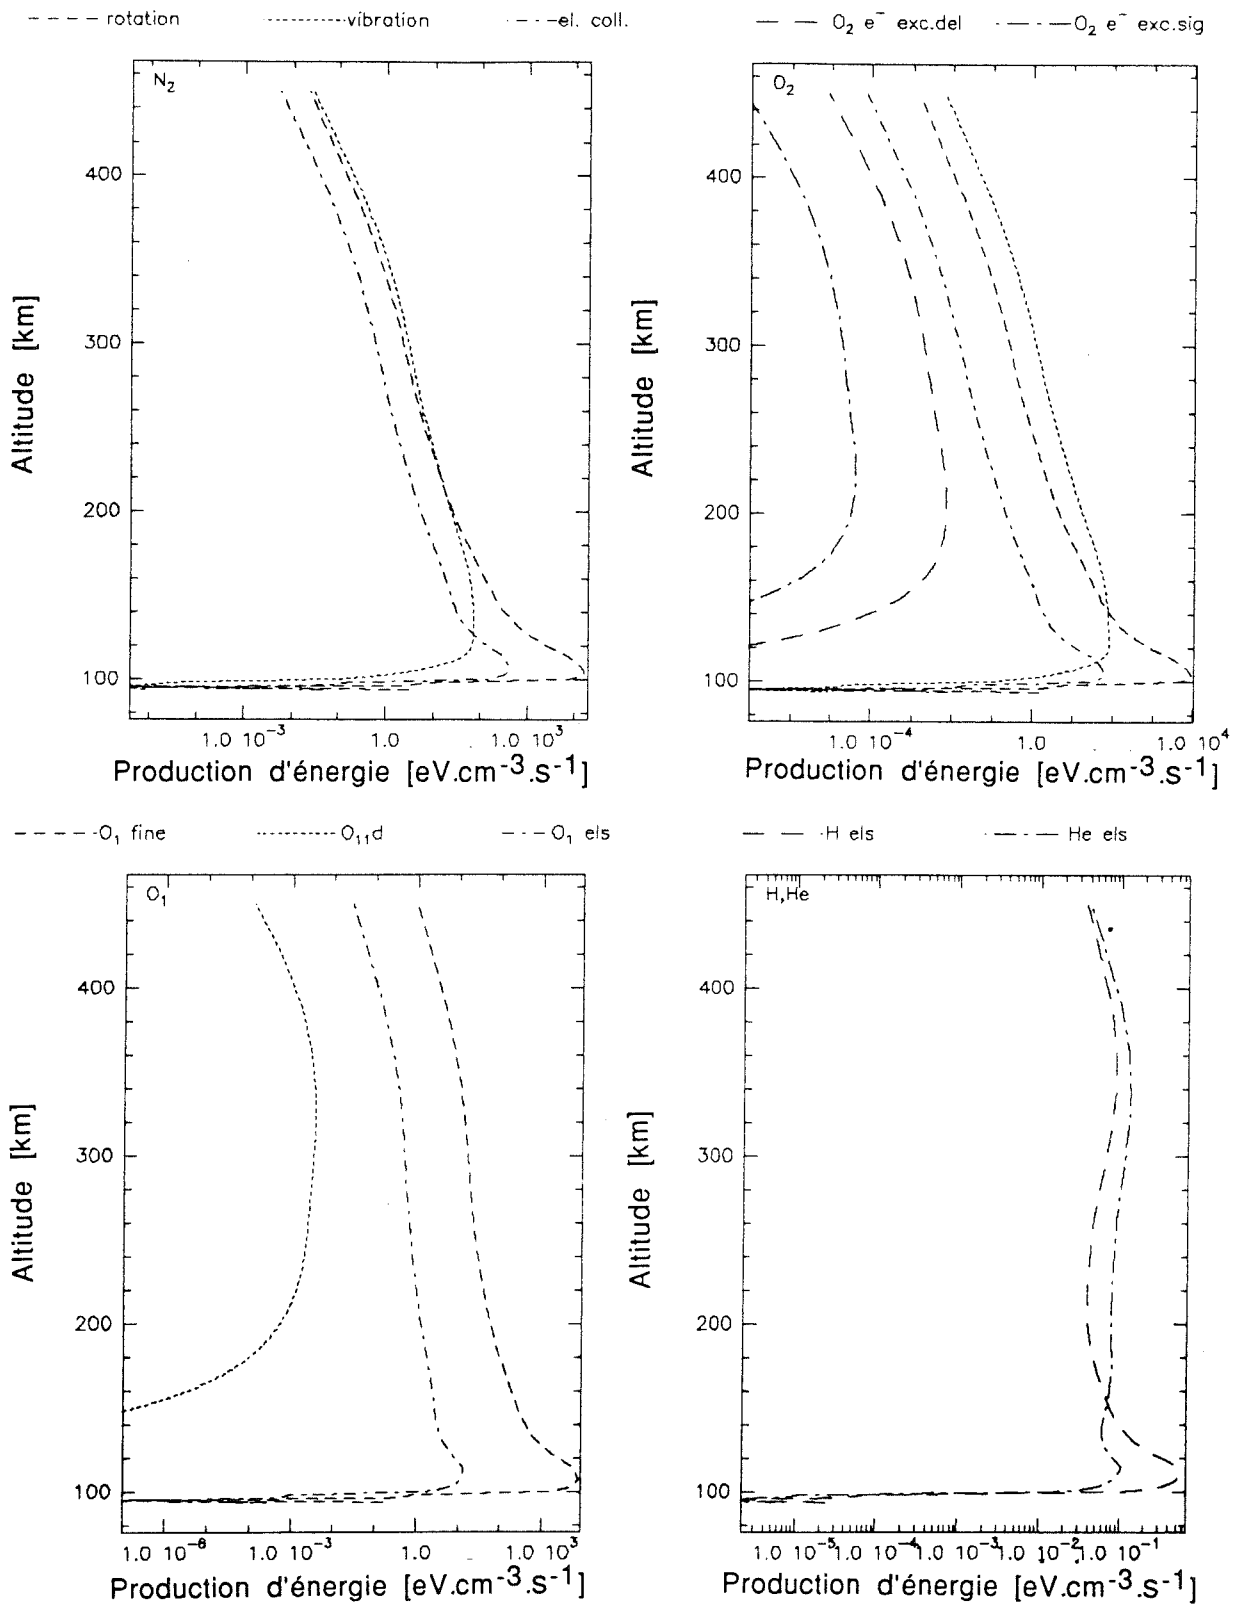 rotation vibration el. coll.
O₂ e⁻ exc.del O₂ e⁻ exc.sig
N₂
400
300
200
100
Altitude [km]
1.0 10⁻³ 1.0 1.0 10³
Production d'énergie [eV.cm⁻³.s⁻¹]
O₂
400
300
200
100
Altitude [km]
1.0 10⁻⁴ 1.0 1.0 10⁴
Production d'énergie [eV.cm⁻³.s⁻¹]
O₁ fine O₁₁d O₁ els
H els He els
O₁
400
300
200
100
Altitude [km]
1.0 10⁻⁶ 1.0 10⁻³ 1.0 1.0 10³
Production d'énergie [eV.cm⁻³.s⁻¹]
H,He
400
300
200
100
Altitude [km]
1.0 10⁻⁵ 1.0 10⁻⁴ 1.0 10⁻³ 1.0 10⁻² 1.0 10⁻¹
Production d'énergie [eV.cm⁻³.s⁻¹]